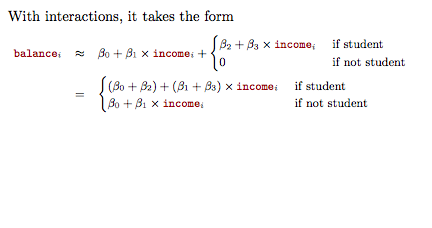 With interactions, it takes the form
balanceᵢ ≈ β₀ + β₁ × incomeᵢ + { β₂ + β₃ × incomeᵢ if student
0 if not student
= { (β₀ + β₂) + (β₁ + β₃) × incomeᵢ if student
β₀ + β₁ × incomeᵢ if not student